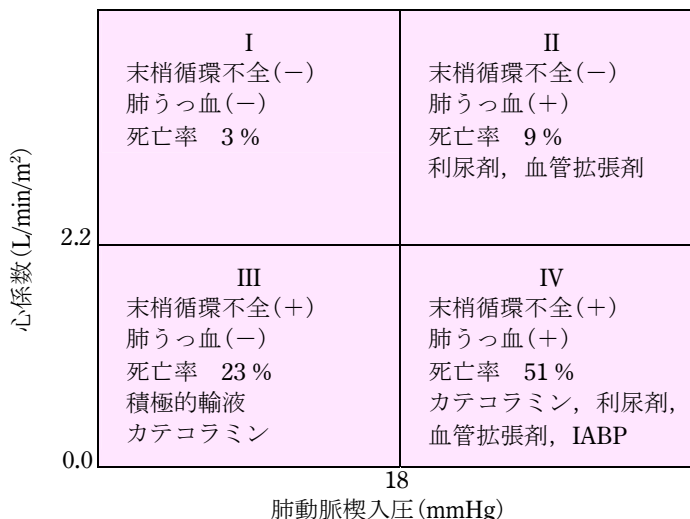 I
末梢循環不全(−)
肺うっ血(−)
死亡率 3 %
II
末梢循環不全(−)
肺うっ血(+)
死亡率 9 %
利尿剤，血管拡張剤
心係数(L/min/m²)
2.2
III
末梢循環不全(+)
肺うっ血(−)
死亡率 23 %
積極的輸液
カテコラミン
IV
末梢循環不全(+)
肺うっ血(+)
死亡率 51 %
カテコラミン，利尿剤，
血管拡張剤，IABP
0.0
18
肺動脈楔入圧(mmHg)